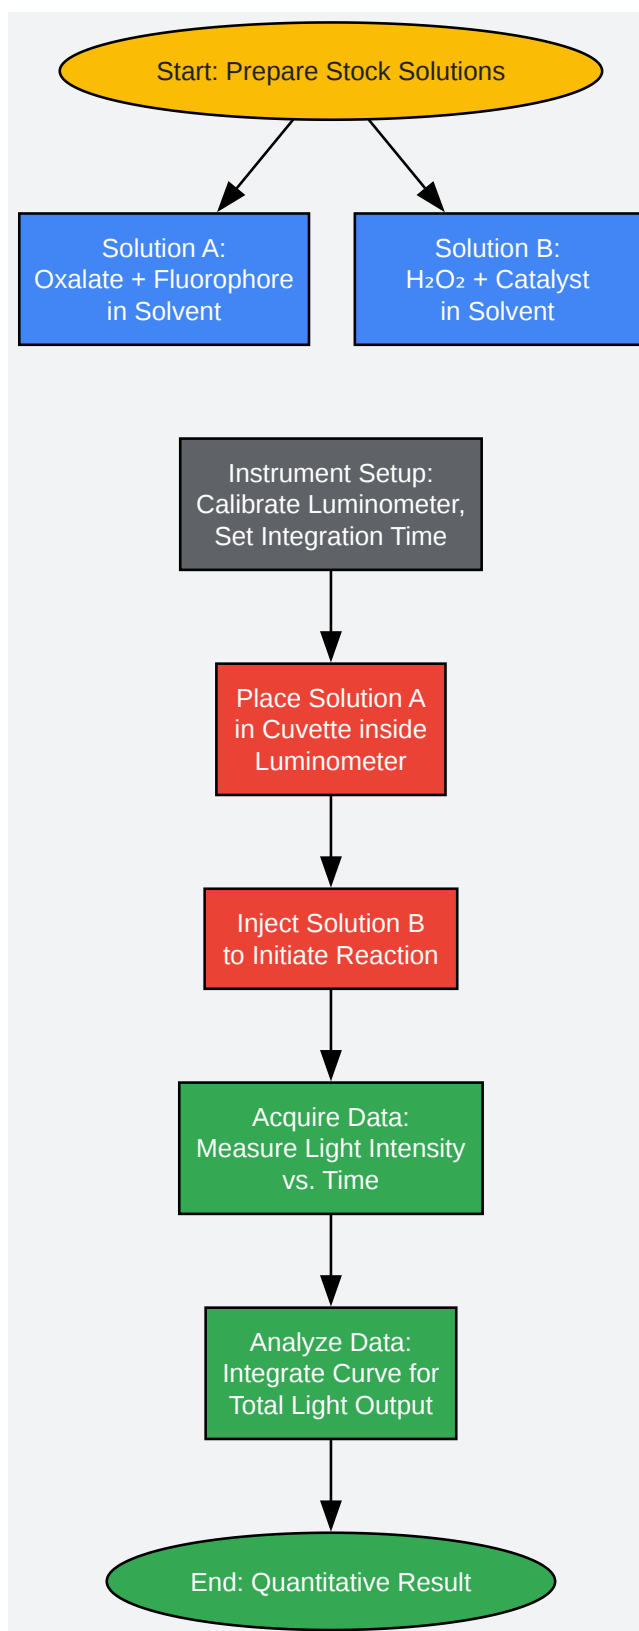 Start: Prepare Stock Solutions
Solution A:
Oxalate + Fluorophore
in Solvent
Solution B:
H₂O₂ + Catalyst
in Solvent
Instrument Setup:
Calibrate Luminometer,
Set Integration Time
Place Solution A
in Cuvette inside
Luminometer
Inject Solution B
to Initiate Reaction
Acquire Data:
Measure Light Intensity
vs. Time
Analyze Data:
Integrate Curve for
Total Light Output
End: Quantitative Result